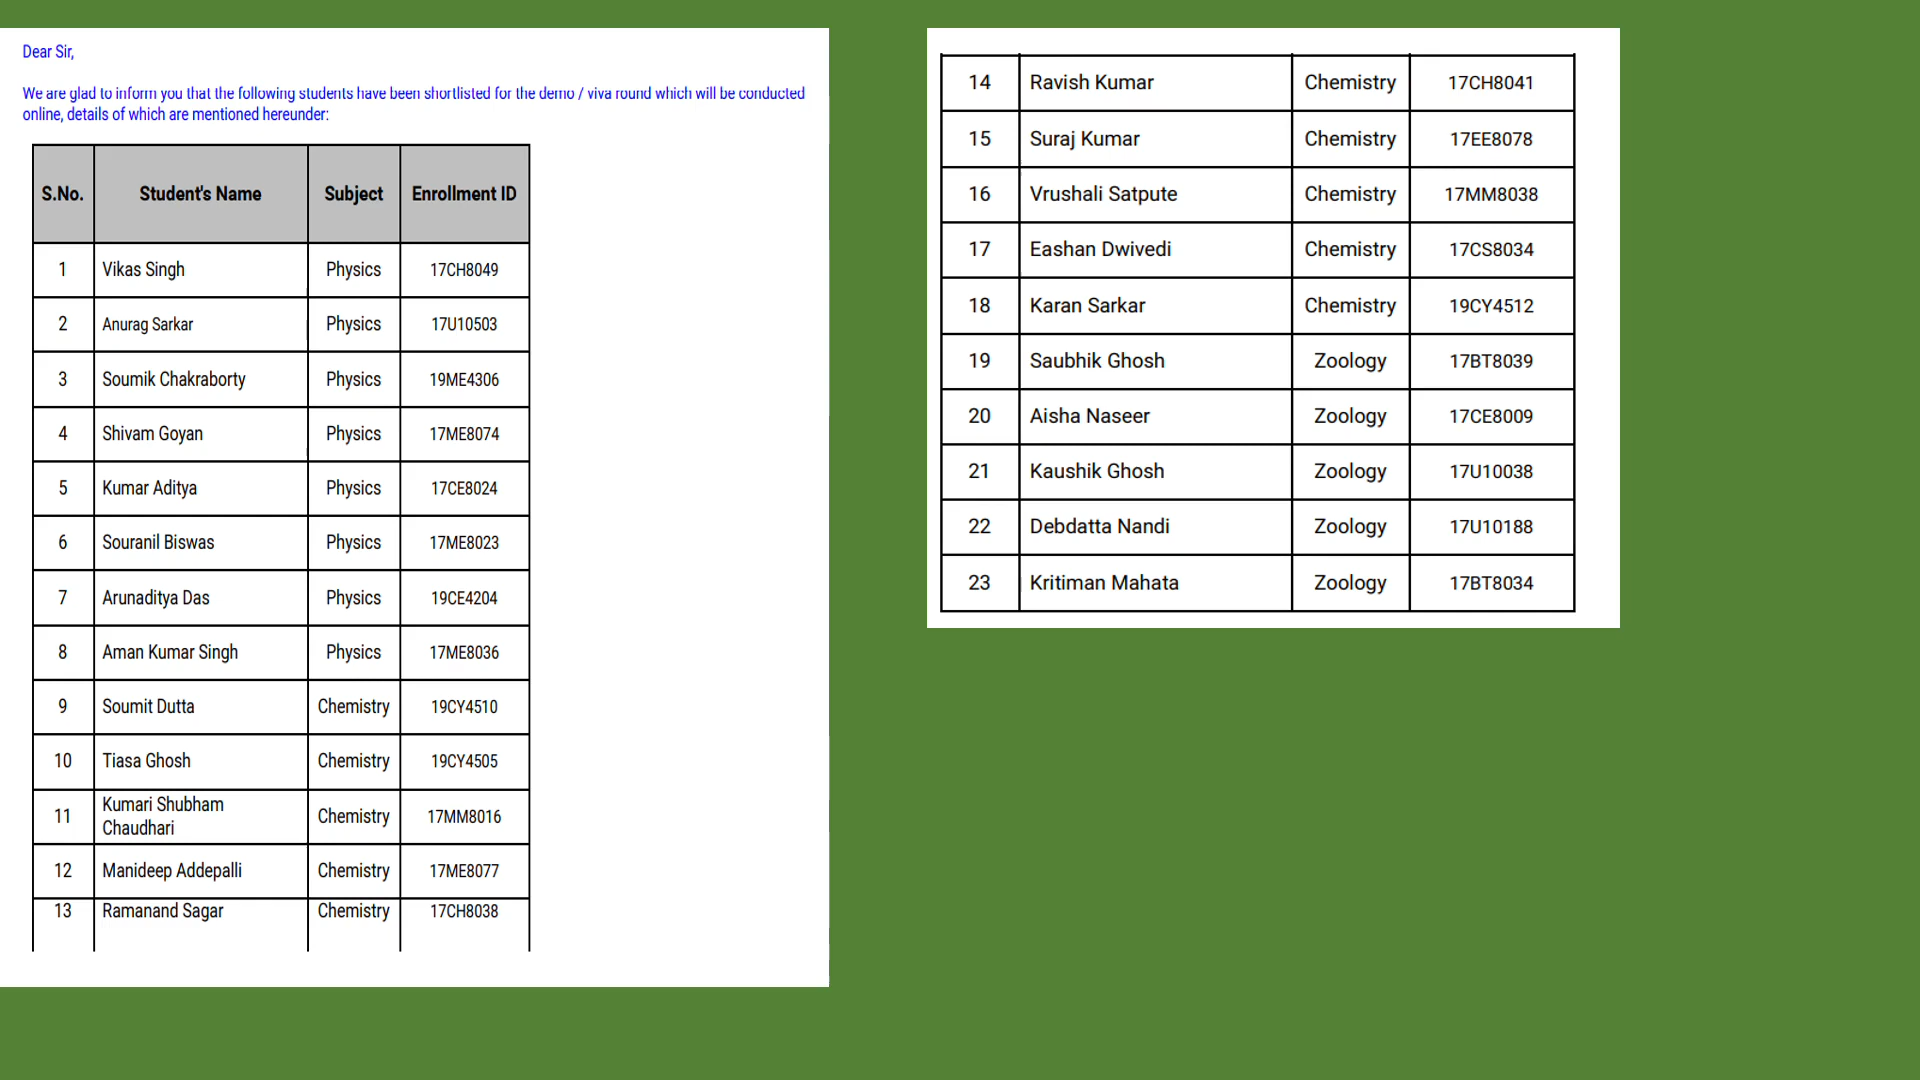 Dear Sir,
We are glad to inform you that the following students have been shortlisted for the demo / viva round which will be conducted
online, details of which are mentioned hereunder:
S.No. Student's Name Subject Enrollment ID
1 Vikas Singh Physics 17CH8049
2 Anurag Sarkar Physics 17U10503
3 Soumik Chakraborty Physics 19ME4306
4 Shivam Goyan Physics 17ME8074
5 Kumar Aditya Physics 17CE8024
6 Souranil Biswas Physics 17ME8023
7 Arunaditya Das Physics 19CE4204
8 Aman Kumar Singh Physics 17ME8036
9 Soumit Dutta Chemistry 19CY4510
10 Tiasa Ghosh Chemistry 19CY4505
11 Kumari Shubham
Chaudhari Chemistry 17MM8016
12 Manideep Addepalli Chemistry 17ME8077
13 Ramanand Sagar Chemistry 17CH8038
14 Ravish Kumar Chemistry 17CH8041
15 Suraj Kumar Chemistry 17EE8078
16 Vrushali Satpute Chemistry 17MM8038
17 Eashan Dwivedi Chemistry 17CS8034
18 Karan Sarkar Chemistry 19CY4512
19 Saubhik Ghosh Zoology 17BT8039
20 Aisha Naseer Zoology 17CE8009
21 Kaushik Ghosh Zoology 17U10038
22 Debdatta Nandi Zoology 17U10188
23 Kritiman Mahata Zoology 17BT8034